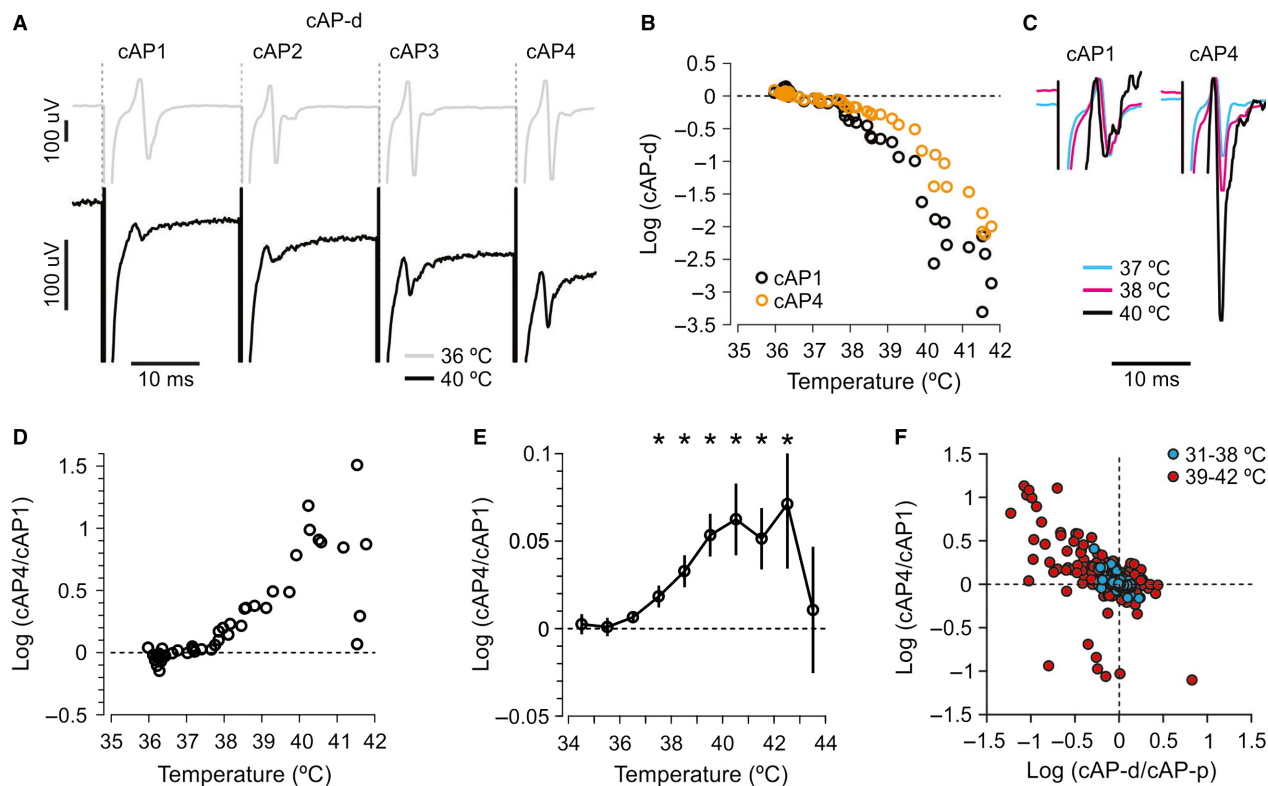 A
cAP-d
cAP1 cAP2 cAP3 cAP4
100 uV
100 uV
36 ºC
40 ºC
10 ms
B
Log (cAP-d)
0.5
0
−0.5
−1
−1.5
−2
−2.5
−3
−3.5
cAP1
cAP4
35 36 37 38 39 40 41 42
Temperature (ºC)
C
cAP1 cAP4
37 ºC
38 ºC
40 ºC
10 ms
D
Log (cAP4/cAP1)
1.5
1
0.5
0
−0.5
35 36 37 38 39 40 41 42
Temperature (ºC)
E
* * * * * *
Log (cAP4/cAP1)
0.1
0.05
0
−0.05
34 36 38 40 42 44
Temperature (ºC)
F
31-38 ºC
39-42 ºC
Log (cAP4/cAP1)
1.5
1
0.5
0
−0.5
−1
−1.5
−1.5 −1 −0.5 0 0.5 1 1.5
Log (cAP-d/cAP-p)